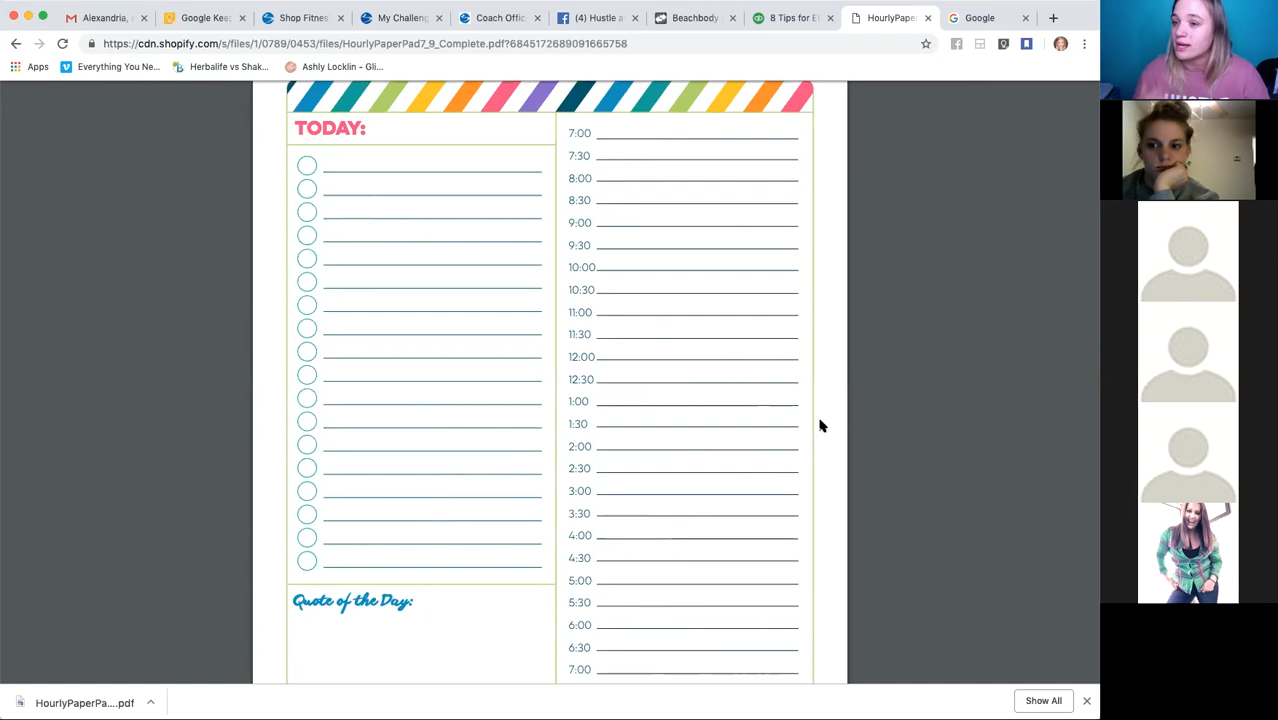 Alexandria,
Google Kee
Shop Fitnes
My Challeng
Coach Offic
(4) Hustle a
Beachbody
8 Tips for E
HourlyPaper
Google
https://cdn.shopify.com/s/files/1/0789/0453/files/HourlyPaperPad7_9_Complete.pdf?6845172689091665758
Apps
Everything You Ne...
Herbalife vs Shak...
Ashly Locklin - Gli...
TODAY:
7:00
7:30
8:00
8:30
9:00
9:30
10:00
10:30
11:00
11:30
12:00
12:30
1:00
1:30
2:00
2:30
3:00
3:30
4:00
4:30
5:00
5:30
6:00
6:30
7:00
Quote of the Day:
HourlyPaperPa....pdf
Show All